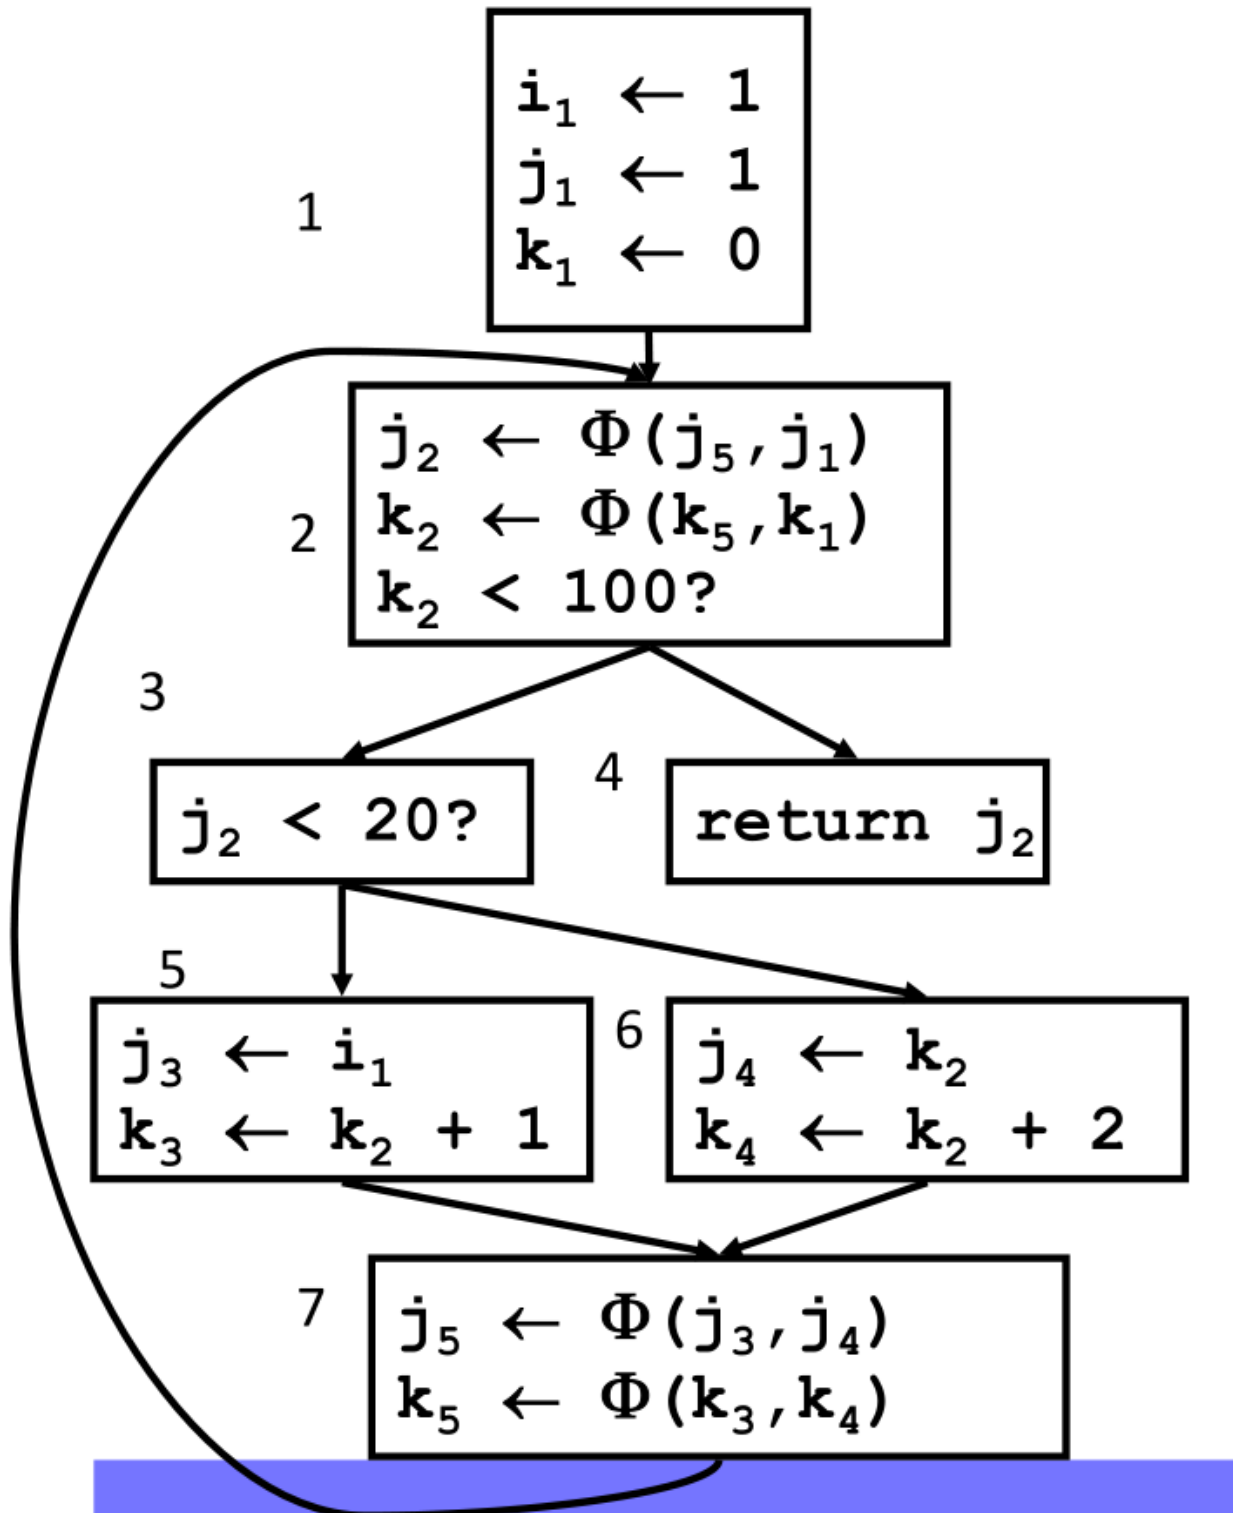 i₁ ← 1
j₁ ← 1
1
k₁ ← 0
j₂ ← Φ(j₅,j₁)
k₂ ← Φ(k₅,k₁)
2
k₂ < 100?
3
4
j₂ < 20?
return j₂
5
6
j₃ ← i₁
k₃ ← k₂ + 1
j₄ ← k₂
k₄ ← k₂ + 2
7
j₅ ← Φ(j₃,j₄)
k₅ ← Φ(k₃,k₄)